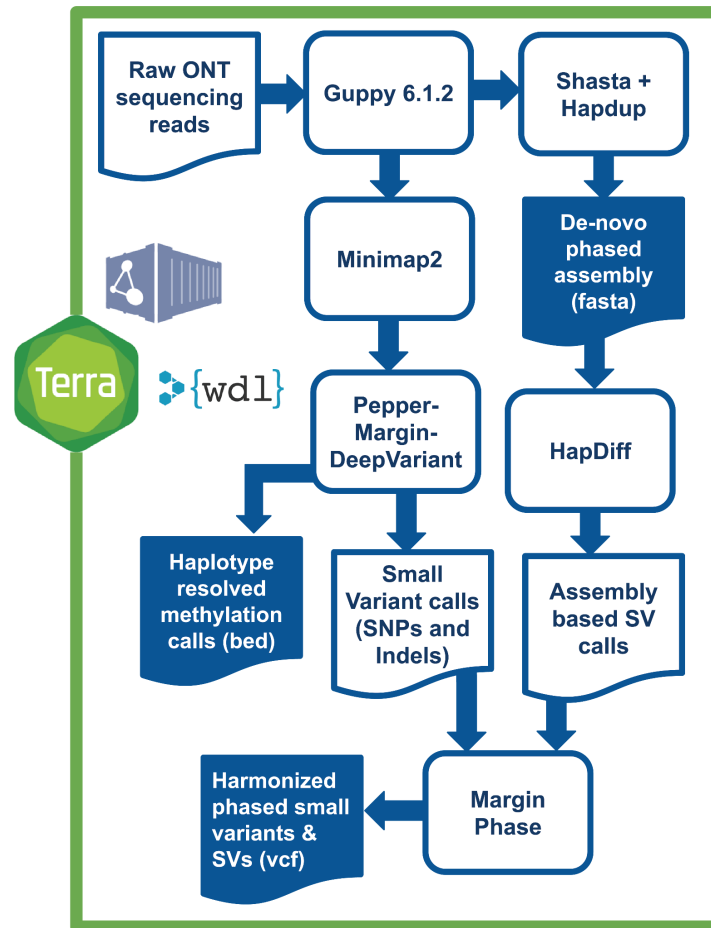 Raw ONT
sequencing
reads
Guppy 6.1.2
Shasta +
Hapdup
Minimap2
De-novo
phased
assembly
(fasta)
Terra
{wdl}
Pepper-
Margin-
DeepVariant
HapDiff
Haplotype
resolved
methylation
calls (bed)
Small
Variant calls
(SNPs and
Indels)
Assembly
based SV
calls
Harmonized
phased small
variants &
SVs (vcf)
Margin
Phase